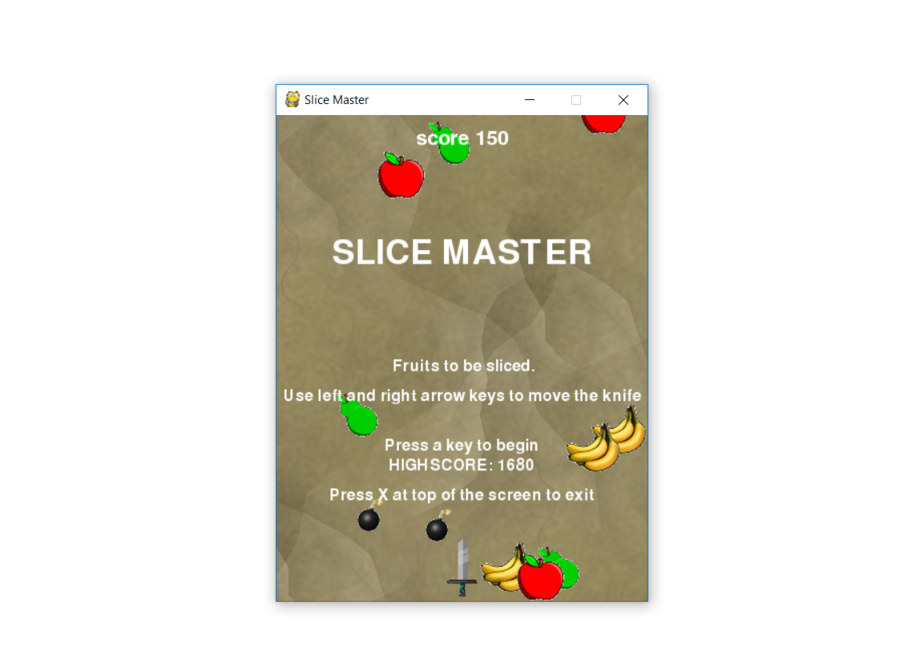 Slice Master
score 150
SLICE MASTER
Fruits to be sliced.
Use left and right arrow keys to move the knife
Press a key to begin
HIGHSCORE: 1680
Press X at top of the screen to exit